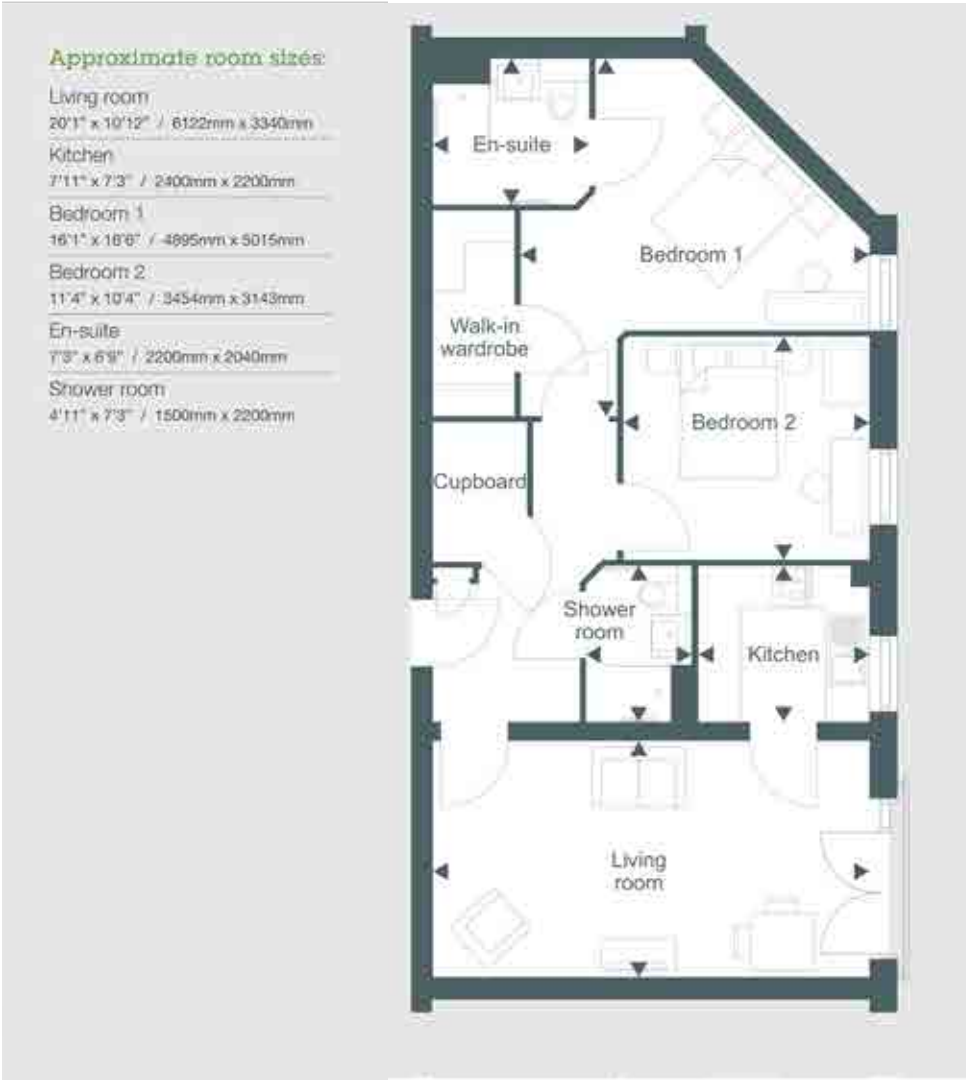 Approximate room sizes:
Living room
20'1" x 10'12" / 6122mm x 3340mm
Kitchen
7'11" x 7'3" / 2400mm x 2200mm
Bedroom 1
16'1" x 16'6" / 4895mm x 5015mm
Bedroom 2
11'4" x 10'4" / 3454mm x 3143mm
En-suite
7'3" x 6'9" / 2200mm x 2040mm
Shower room
4'11" x 7'3" / 1500mm x 2200mm
En-suite
Bedroom 1
Walk-in
wardrobe
Bedroom 2
Cupboard
Shower
room
Kitchen
Living
room